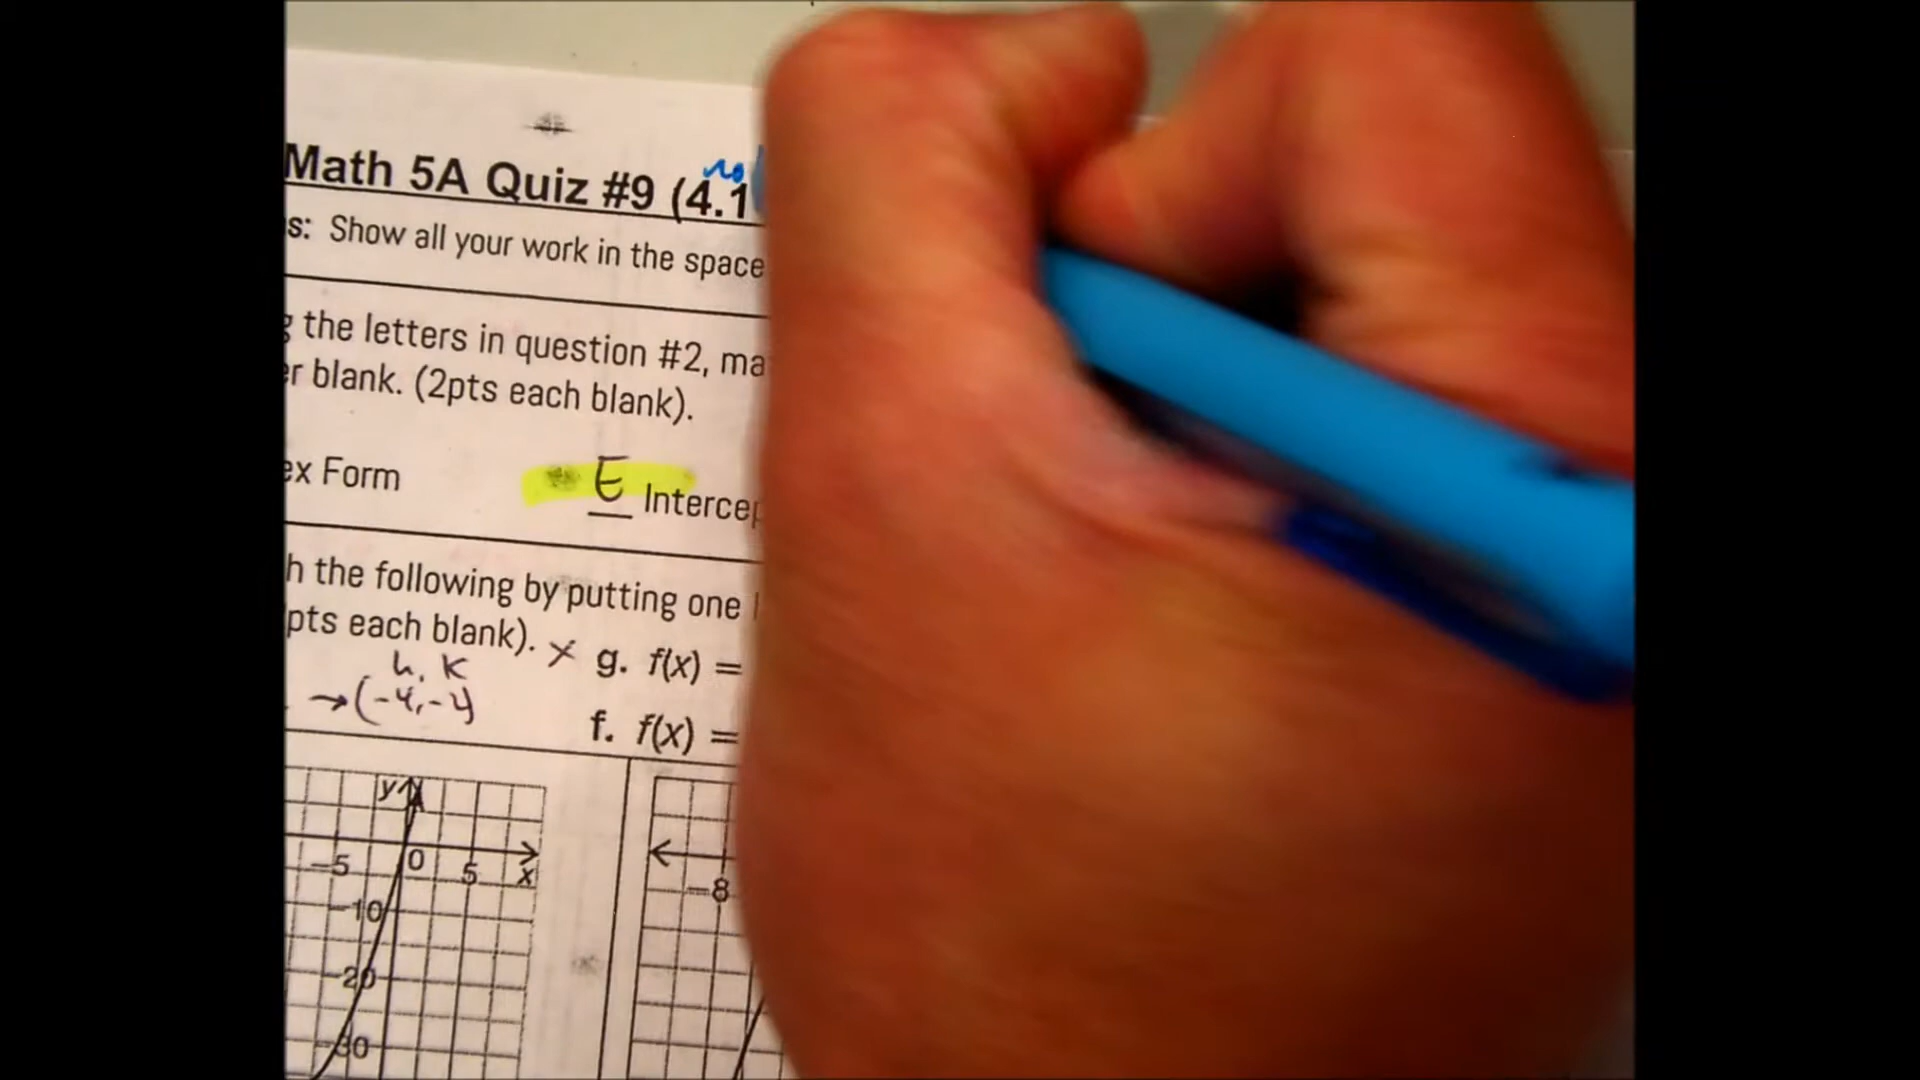 no
Math 5A Quiz #9 (4.1
s: Show all your work in the space
the letters in question #2,
er blank. (2pts each blank).
ex Form E
h the following by putting one
pts each blank). x g. f(x) =
h, k
→(-4,-4)
f. f(x) =
y
-5 0 5 x
-10
-20
-30
-8